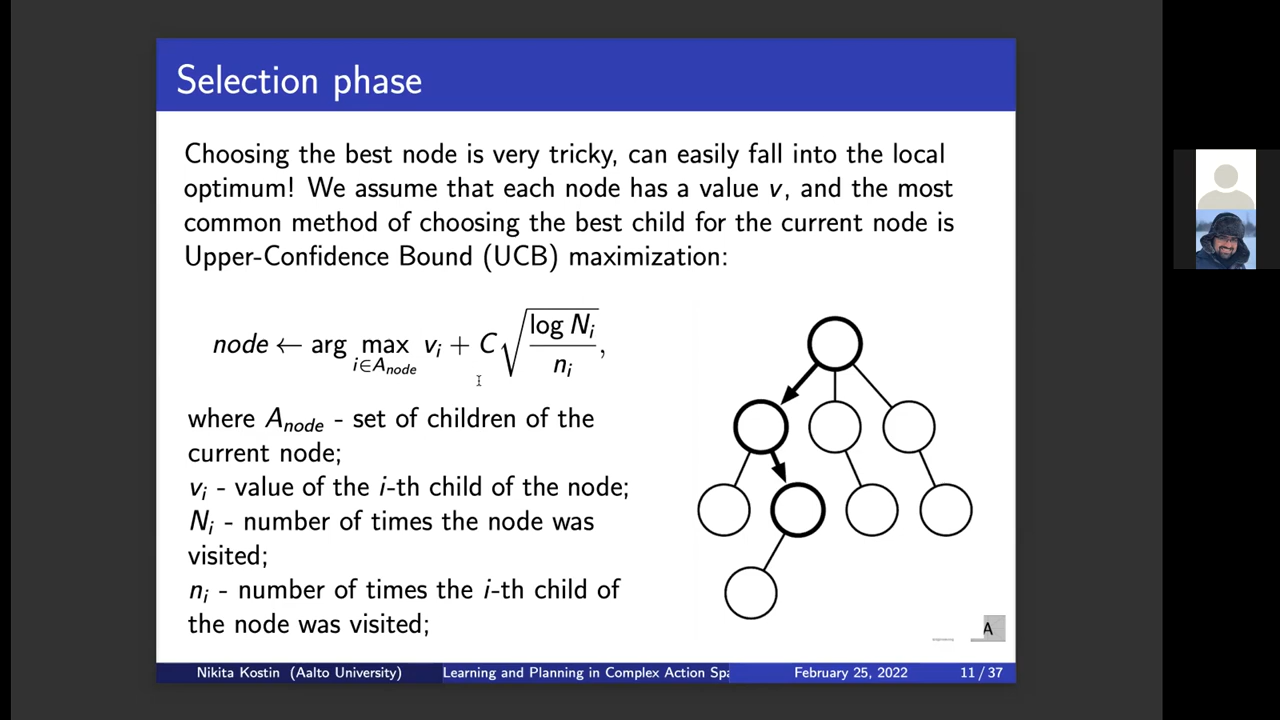 Selection phase
Choosing the best node is very tricky, can easily fall into the local
optimum! We assume that each node has a value v, and the most
common method of choosing the best child for the current node is
Upper-Confidence Bound (UCB) maximization:
node ← arg max_{i∈A_node} v_i + C√(log N_i / n_i),
where A_node - set of children of the
current node;
v_i - value of the i-th child of the node;
N_i - number of times the node was
visited;
n_i - number of times the i-th child of
the node was visited;
A
Nikita Kostin (Aalto University) Learning and Planning in Complex Action Spa February 25, 2022 11 / 37